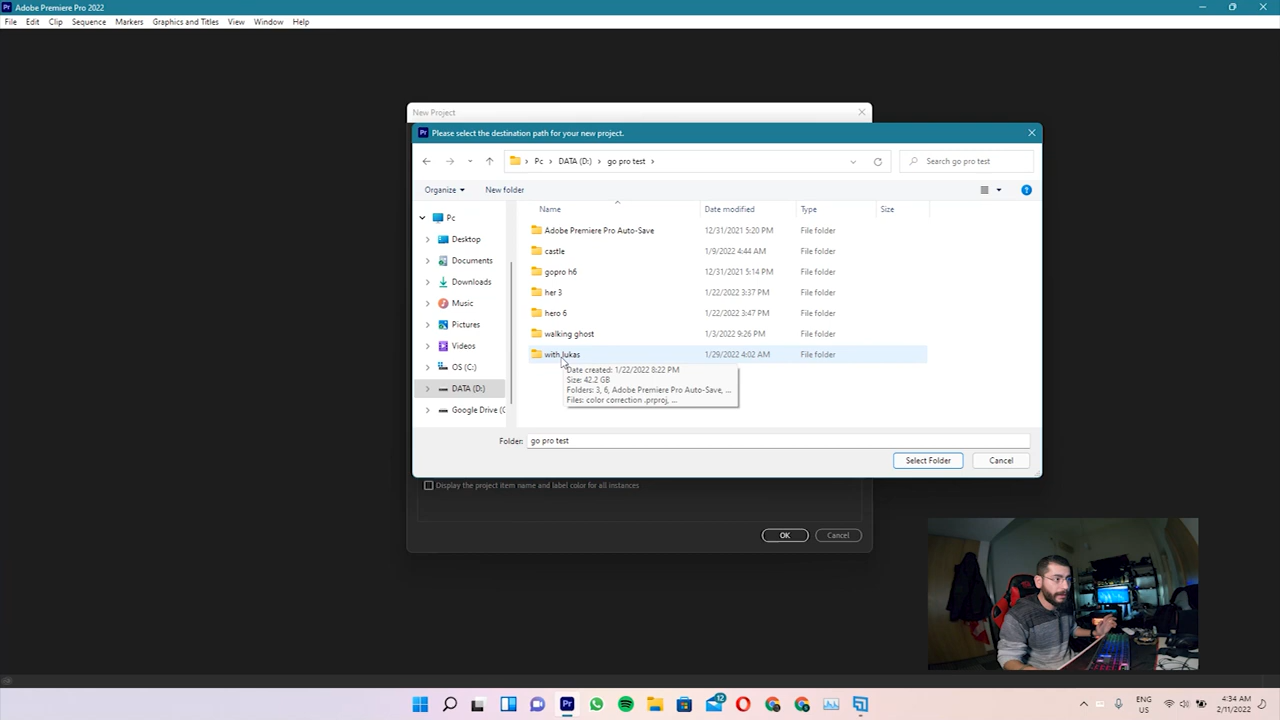 Pr Adobe Premiere Pro 2022
File Edit Clip Sequence Markers Graphics and Titles View Window Help
New Project
Pr Please select the destination path for your new project.
Pc DATA (D:) go pro test
Search go pro test
Organize New folder
Name Date modified Type Size
Pc
Desktop
Documents
Downloads
Music
Pictures
Videos
OS (C:)
DATA (D:)
Google Drive (
Adobe Premiere Pro Auto-Save 12/31/2021 5:20 PM File folder
castle 1/9/2022 4:44 AM File folder
gopro h6 12/31/2021 5:14 PM File folder
her 3 1/22/2022 3:37 PM File folder
hero 6 1/22/2022 3:47 PM File folder
walking ghost 1/3/2022 9:26 PM File folder
with lukas 1/29/2022 4:02 AM File folder
Date created: 1/22/2022 8:22 PM
Size: 42.2 GB
Folders: 3, 6, Adobe Premiere Pro Auto-Save, ...
Files: color correction .prproj, ...
Folder: go pro test
Select Folder Cancel
Display the project item name and label color for all instances
OK Cancel
Pr
12
ENG
US
4:34 AM
2/11/2022